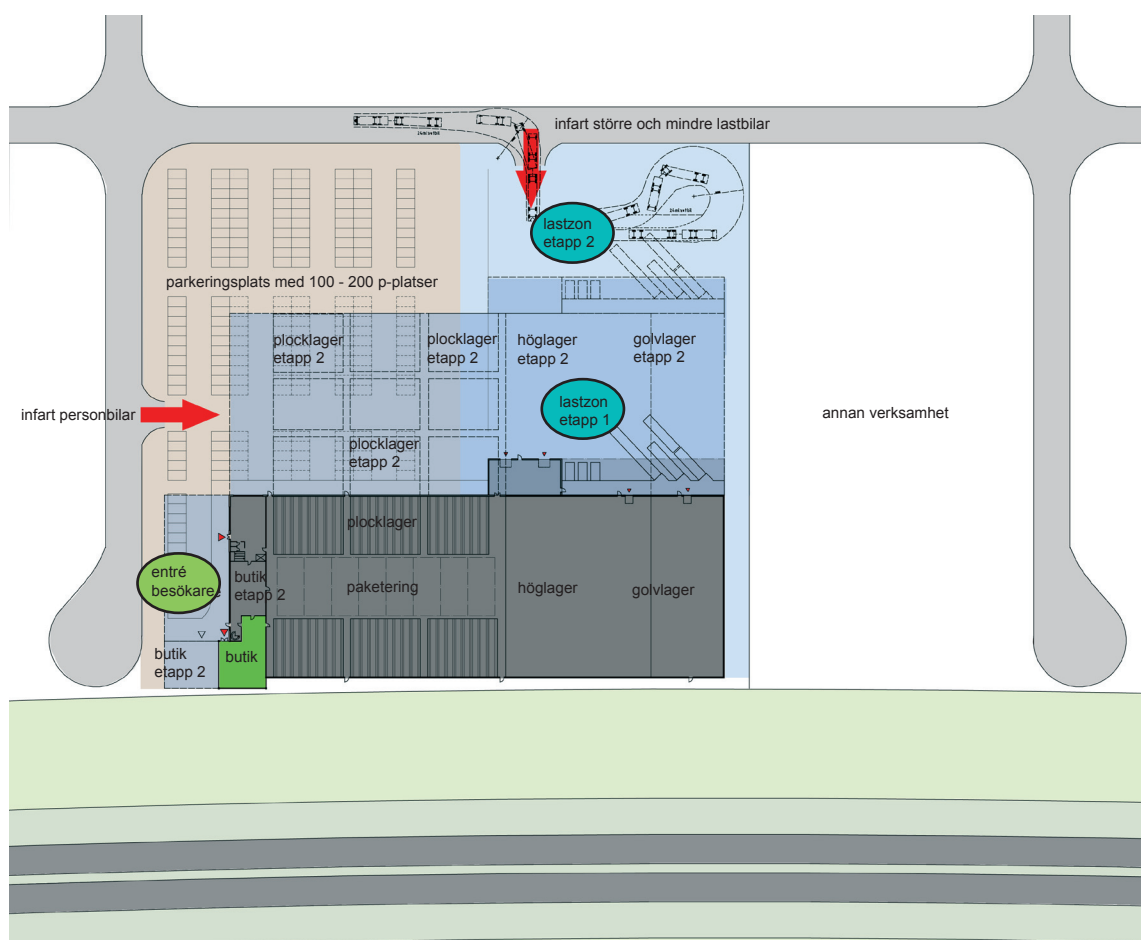 infart större och mindre lastbilar
lastzon
etapp 2
parkeringsplats med 100 - 200 p-platser
plocklager
etapp 2
plocklager
etapp 2
höglager
etapp 2
golvlager
etapp 2
infart personbilar
lastzon
etapp 1
annan verksamhet
plocklager
etapp 2
plocklager
entré
besökaree
butik
etapp 2
paketering
höglager
golvlager
butik
etapp 2
butik